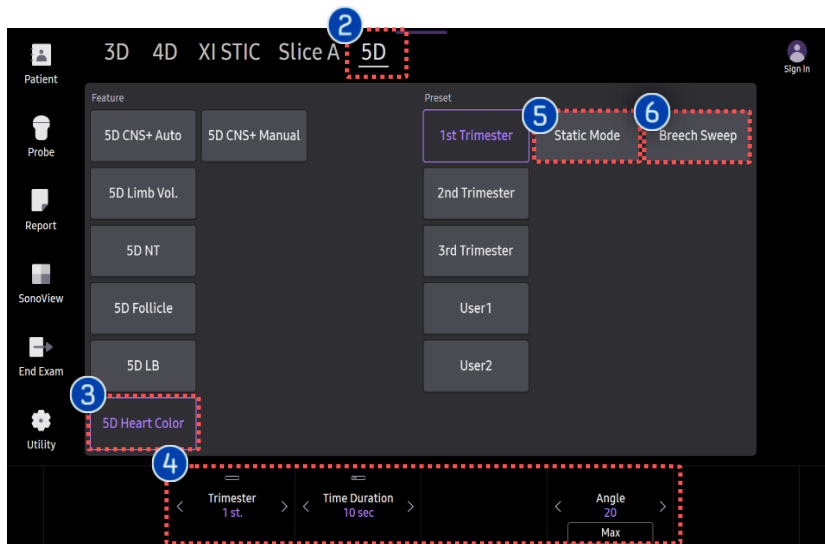 2
3D 4D XI STIC Slice A 5D
Patient
Sign In
Feature
Preset
5
6
5D CNS+ Auto
5D CNS+ Manual
1st Trimester
Static Mode
Breech Sweep
Probe
5D Limb Vol.
2nd Trimester
Report
5D NT
3rd Trimester
SonoView
5D Follicle
User1
End Exam
5D LB
User2
3
5D Heart Color
Utility
4
Trimester
1 st.
Time Duration
10 sec
Angle
20
Max